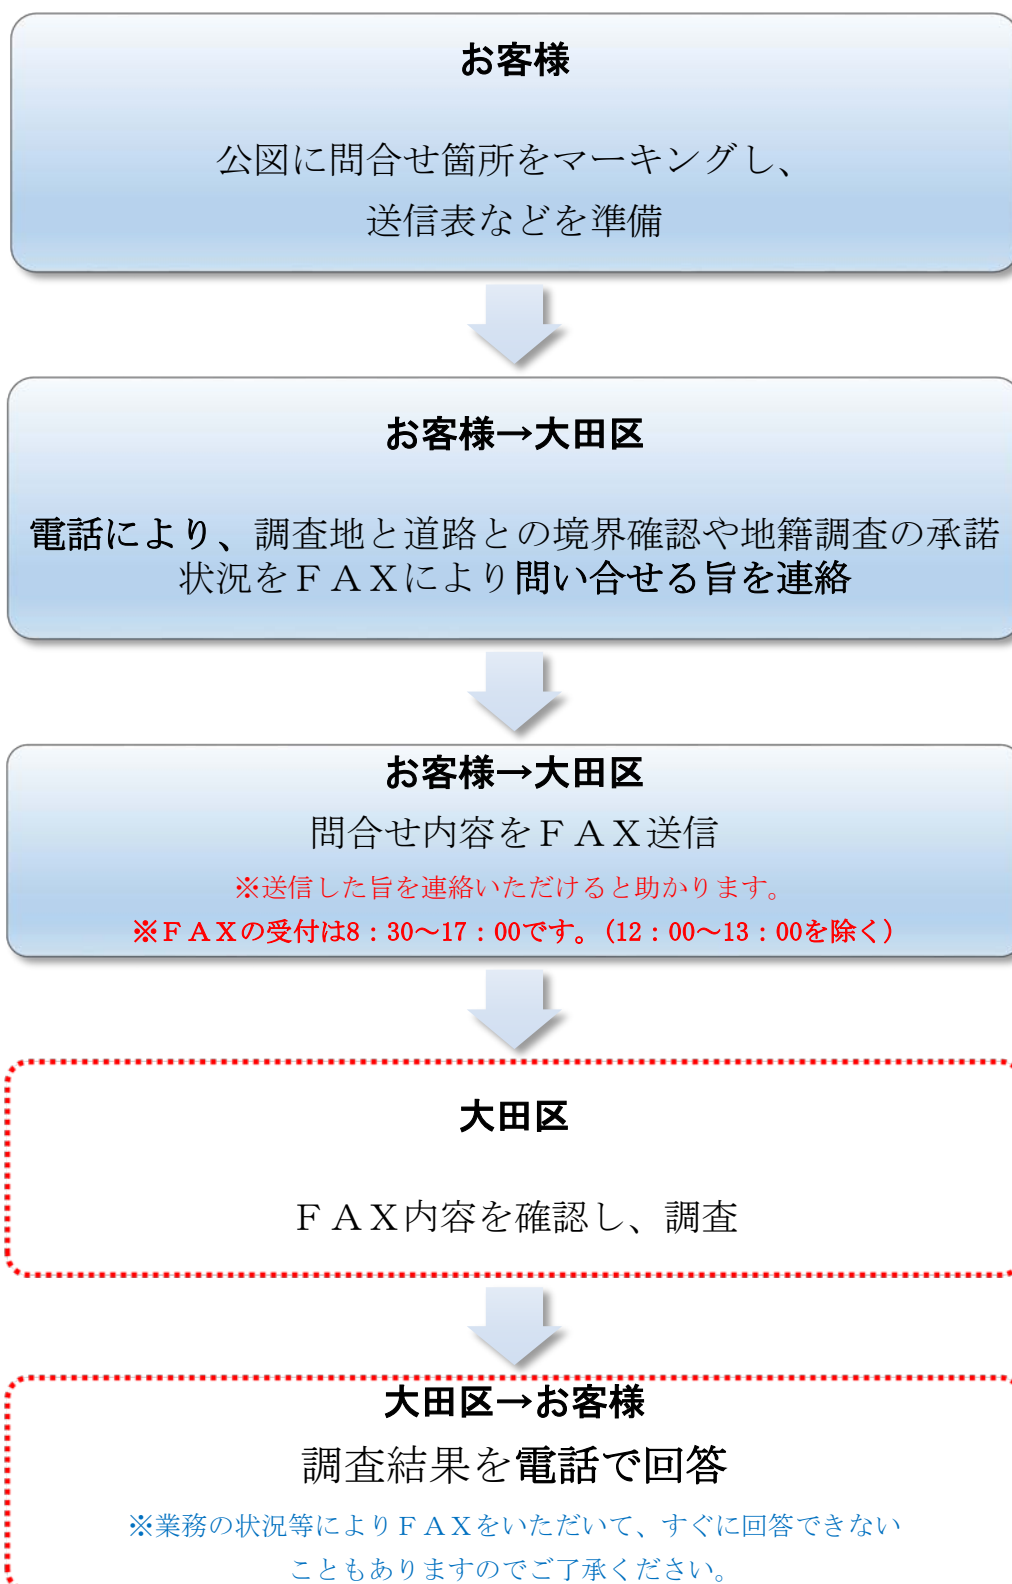 お客様
公図に問合せ箇所をマーキングし、
送信表などを準備
お客様→大田区
電話により、調査地と道路との境界確認や地籍調査の承諾
状況をＦＡＸにより問い合せる旨を連絡
お客様→大田区
問合せ内容をＦＡＸ送信
※送信した旨を連絡いただけると助かります。
※ＦＡＸの受付は8：30～17：00です。（12：00～13：00を除く）
大田区
ＦＡＸ内容を確認し、調査
大田区→お客様
調査結果を電話で回答
※業務の状況等によりＦＡＸをいただいて、すぐに回答できない
こともありますのでご了承ください。